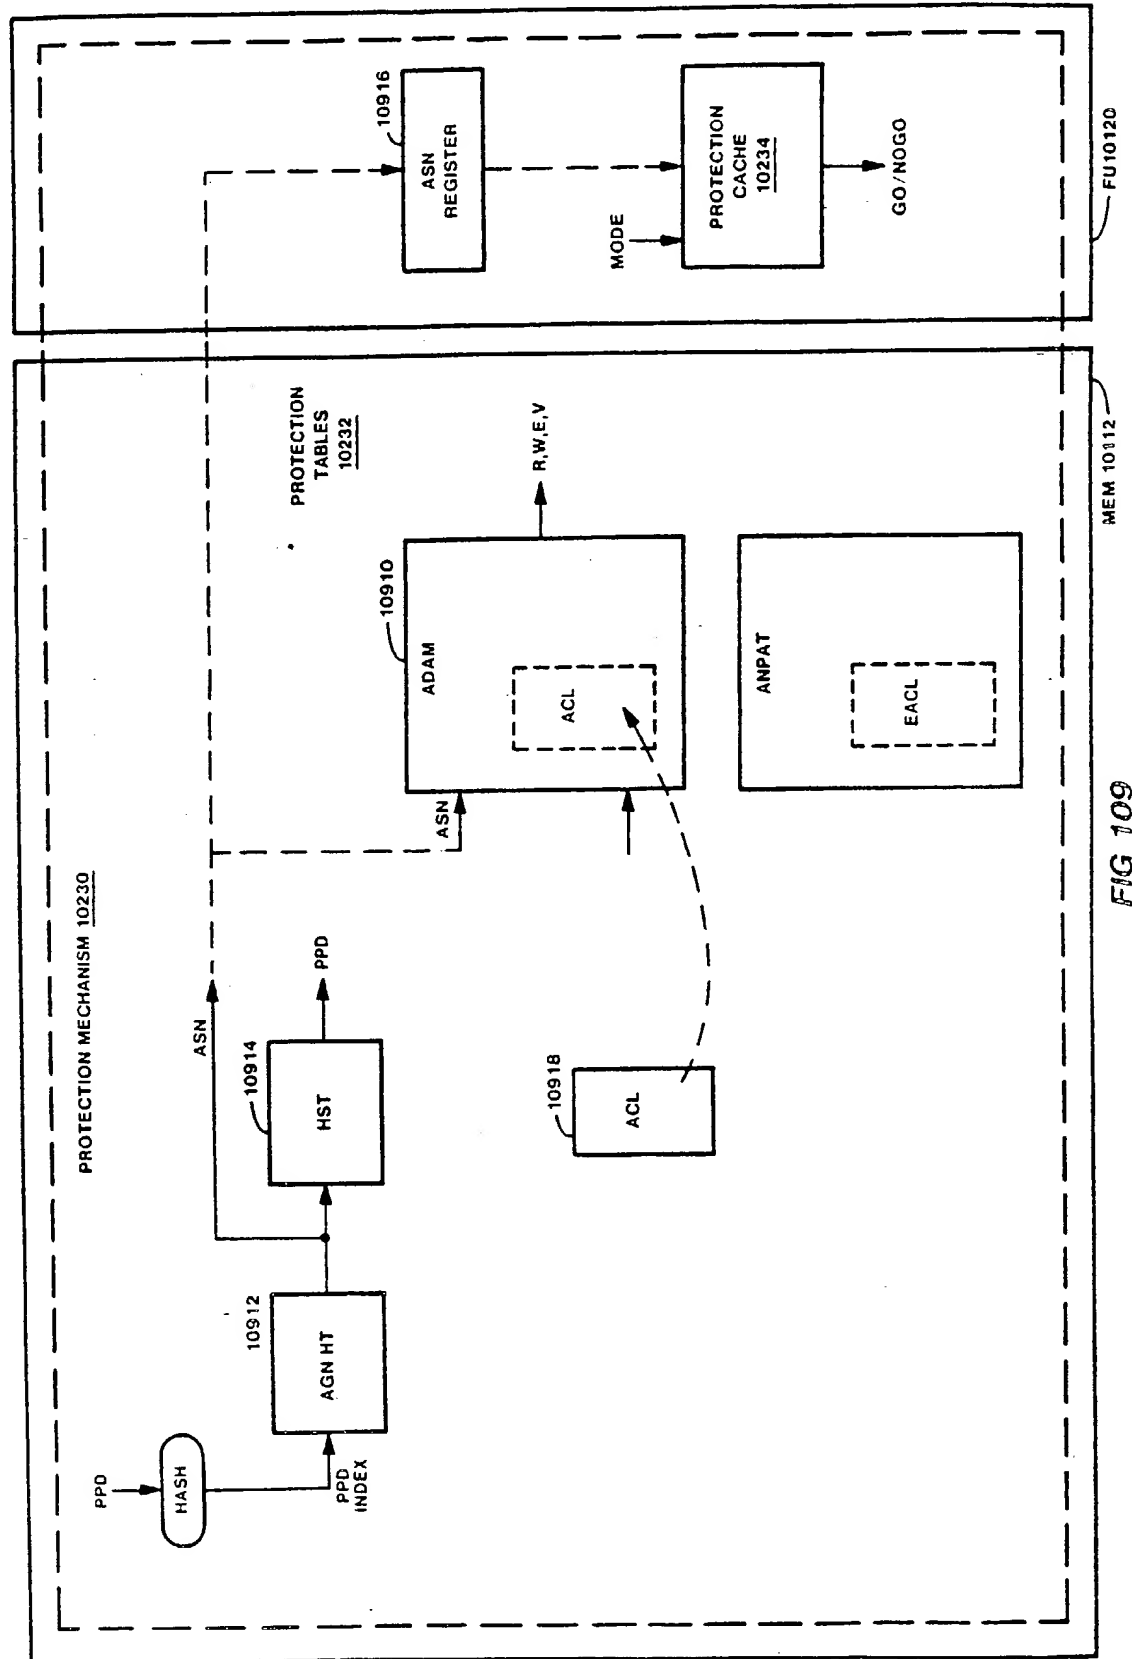 PROTECTION MECHANISM 10230
PPD
HASH
PPD
INDEX
10912
AGN HT
ASN
10914
HST
PPD
10918
ACL
PROTECTION
TABLES
10232
ASN
10910
ADAM
ACL
R,W,E,V
ANPAT
EACL
MEM 10112
10916
ASN
REGISTER
MODE
PROTECTION
CACHE
10234
GO/NOGO
FU10120
FIG 109